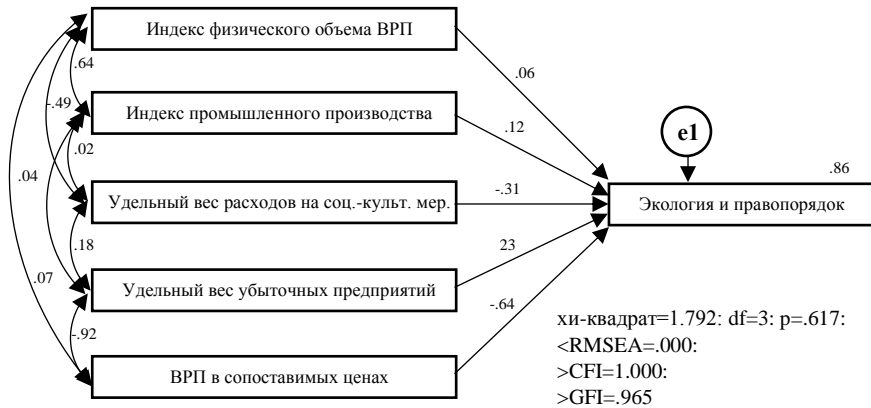 Индекс физического объема ВРП
.64
.06
-.49
Индекс промышленного производства
.12
e1
.02
.86
.04
Удельный вес расходов на соц.-культ. мер.
-.31
Экология и правопорядок
.18
23
.07
Удельный вес убыточных предприятий
-.64
-.92
ВРП в сопоставимых ценах
хи-квадрат=1.792: df=3: p=.617:
<RMSEA=.000:
>CFI=1.000:
>GFI=.965